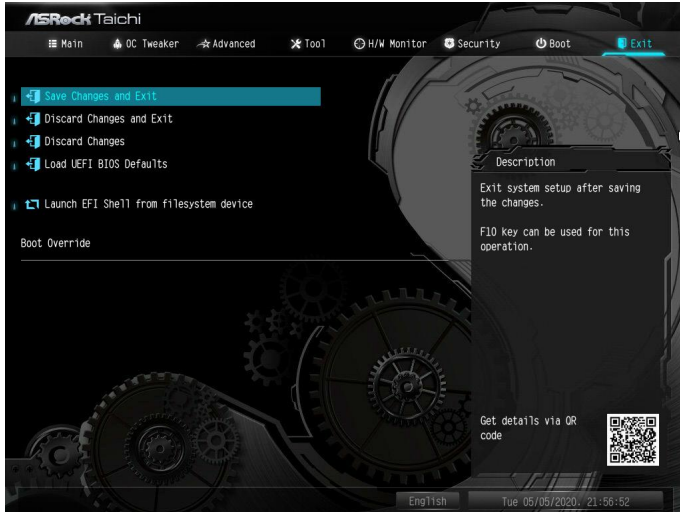 ASRock Taichi
Main OC Tweaker Advanced Tool H/W Monitor Security Boot Exit
Save Changes and Exit
Discard Changes and Exit
Discard Changes
Load UEFI BIOS Defaults
Launch EFI Shell from filesystem device
Boot Override
Description
Exit system setup after saving
the changes.
F10 key can be used for this
operation.
Get details via QR
code
English Tue 05/05/2020. 21:56:52